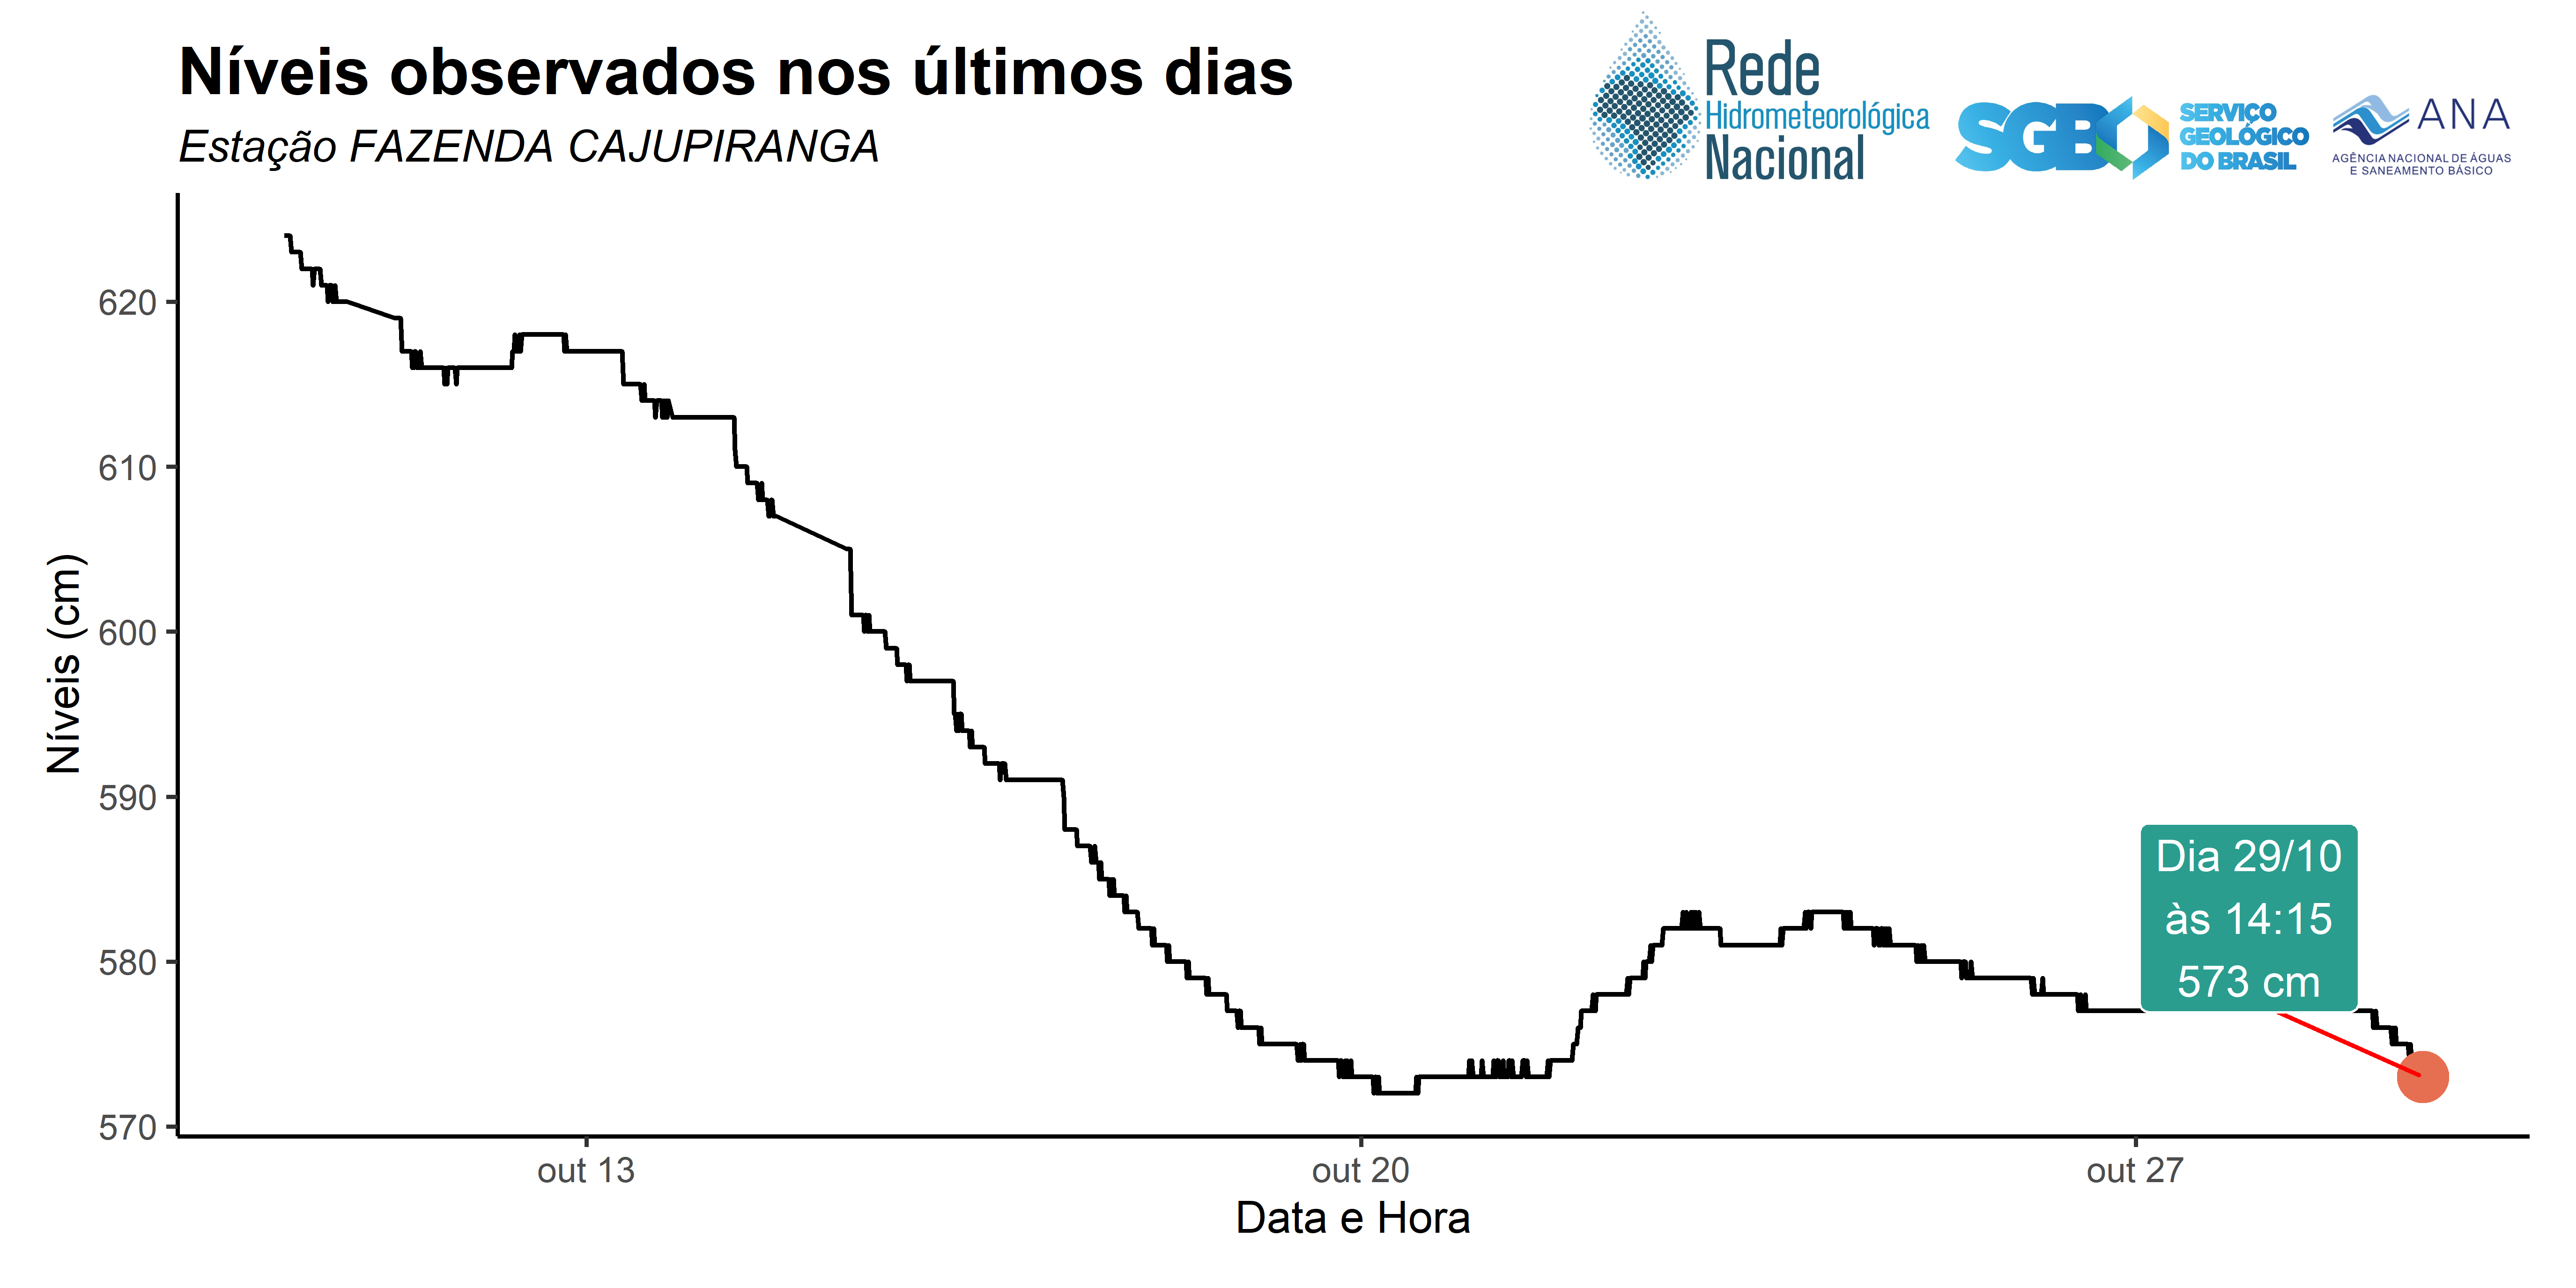 Níveis observados nos últimos dias
Estação FAZENDA CAJUPIRANGA
Rede
Hidrometeorológica
Nacional
SGB
SERVIÇO
GEOLÓGICO
DO BRASIL
ANA
AGÊNCIA NACIONAL DE ÁGUAS
E SANEAMENTO BÁSICO
Níveis (cm)
620
610
600
590
580
570
Dia 29/10
às 14:15
573 cm
out 13
out 20
out 27
Data e Hora